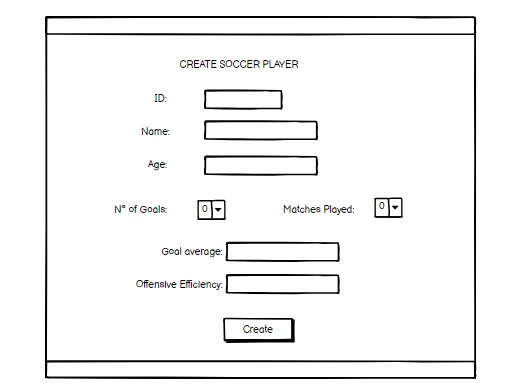 CREATE SOCCER PLAYER
ID:
Name:
Age:
N° of Goals: 0 Matches Played: 0
Goal average:
Offensive Efficiency:
Create